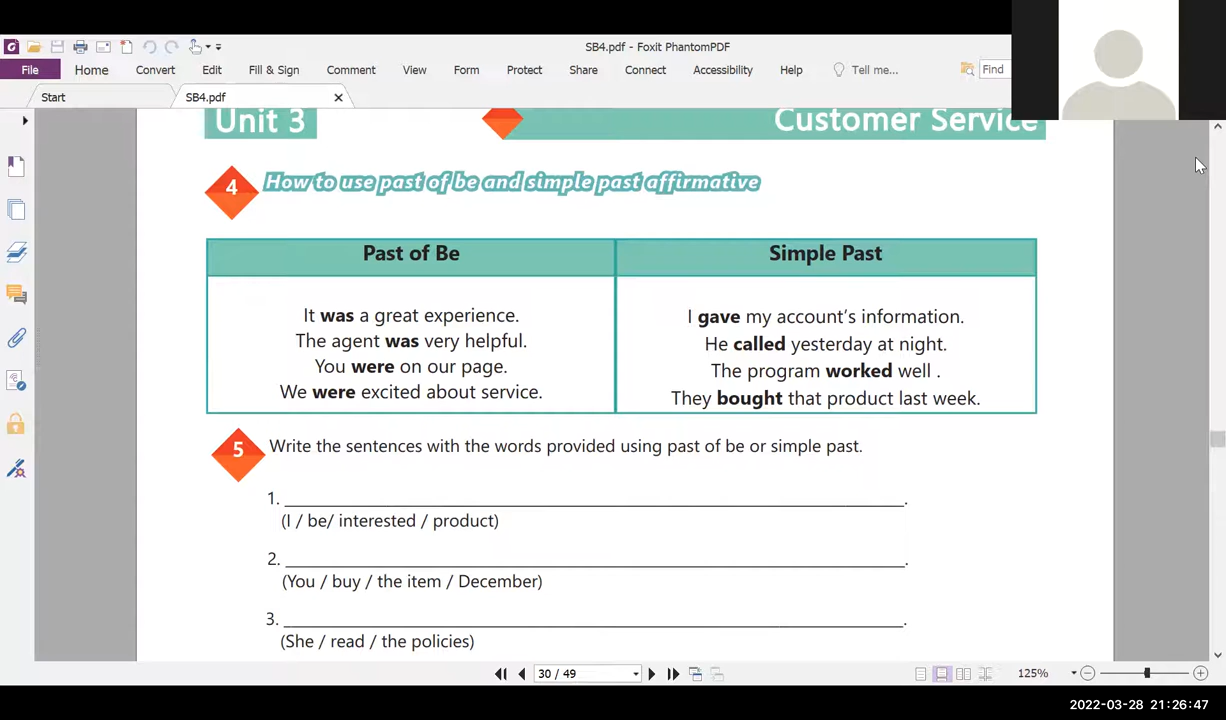 SB4.pdf - Foxit PhantomPDF
File Home Convert Edit Fill & Sign Comment View Form Protect Share Connect Accessibility Help Tell me... Find
Start SB4.pdf
Unit 3 Customer Service
4 How to use past of be and simple past affirmative
Past of Be Simple Past
It was a great experience.
The agent was very helpful.
You were on our page.
We were excited about service.
I gave my account's information.
He called yesterday at night.
The program worked well .
They bought that product last week.
5 Write the sentences with the words provided using past of be or simple past.
1. ______________________________.
(I / be/ interested / product)
2. ______________________________.
(You / buy / the item / December)
3. ______________________________.
(She / read / the policies)
30 / 49 125%
2022-03-28 21:26:47